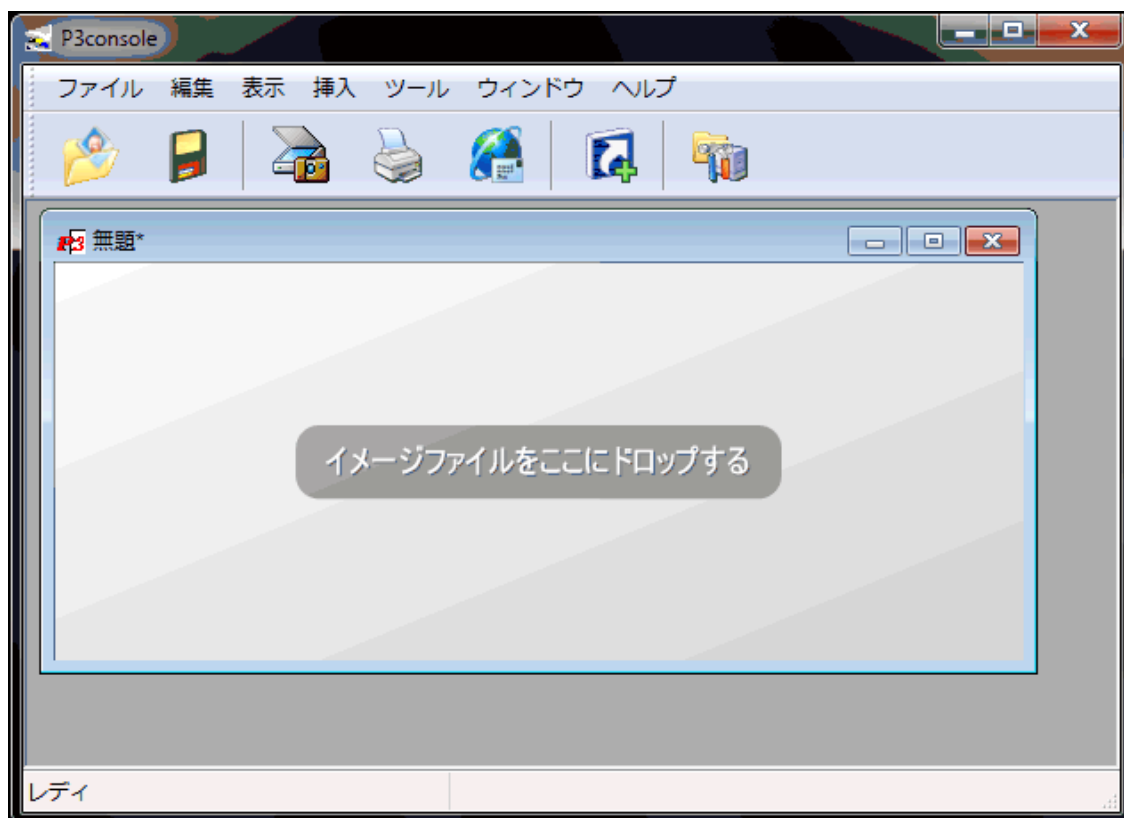 P3console
ファイル 編集 表示 挿入 ツール ウィンドウ ヘルプ
P3 無題*
イメージファイルをここにドロップする
レディ